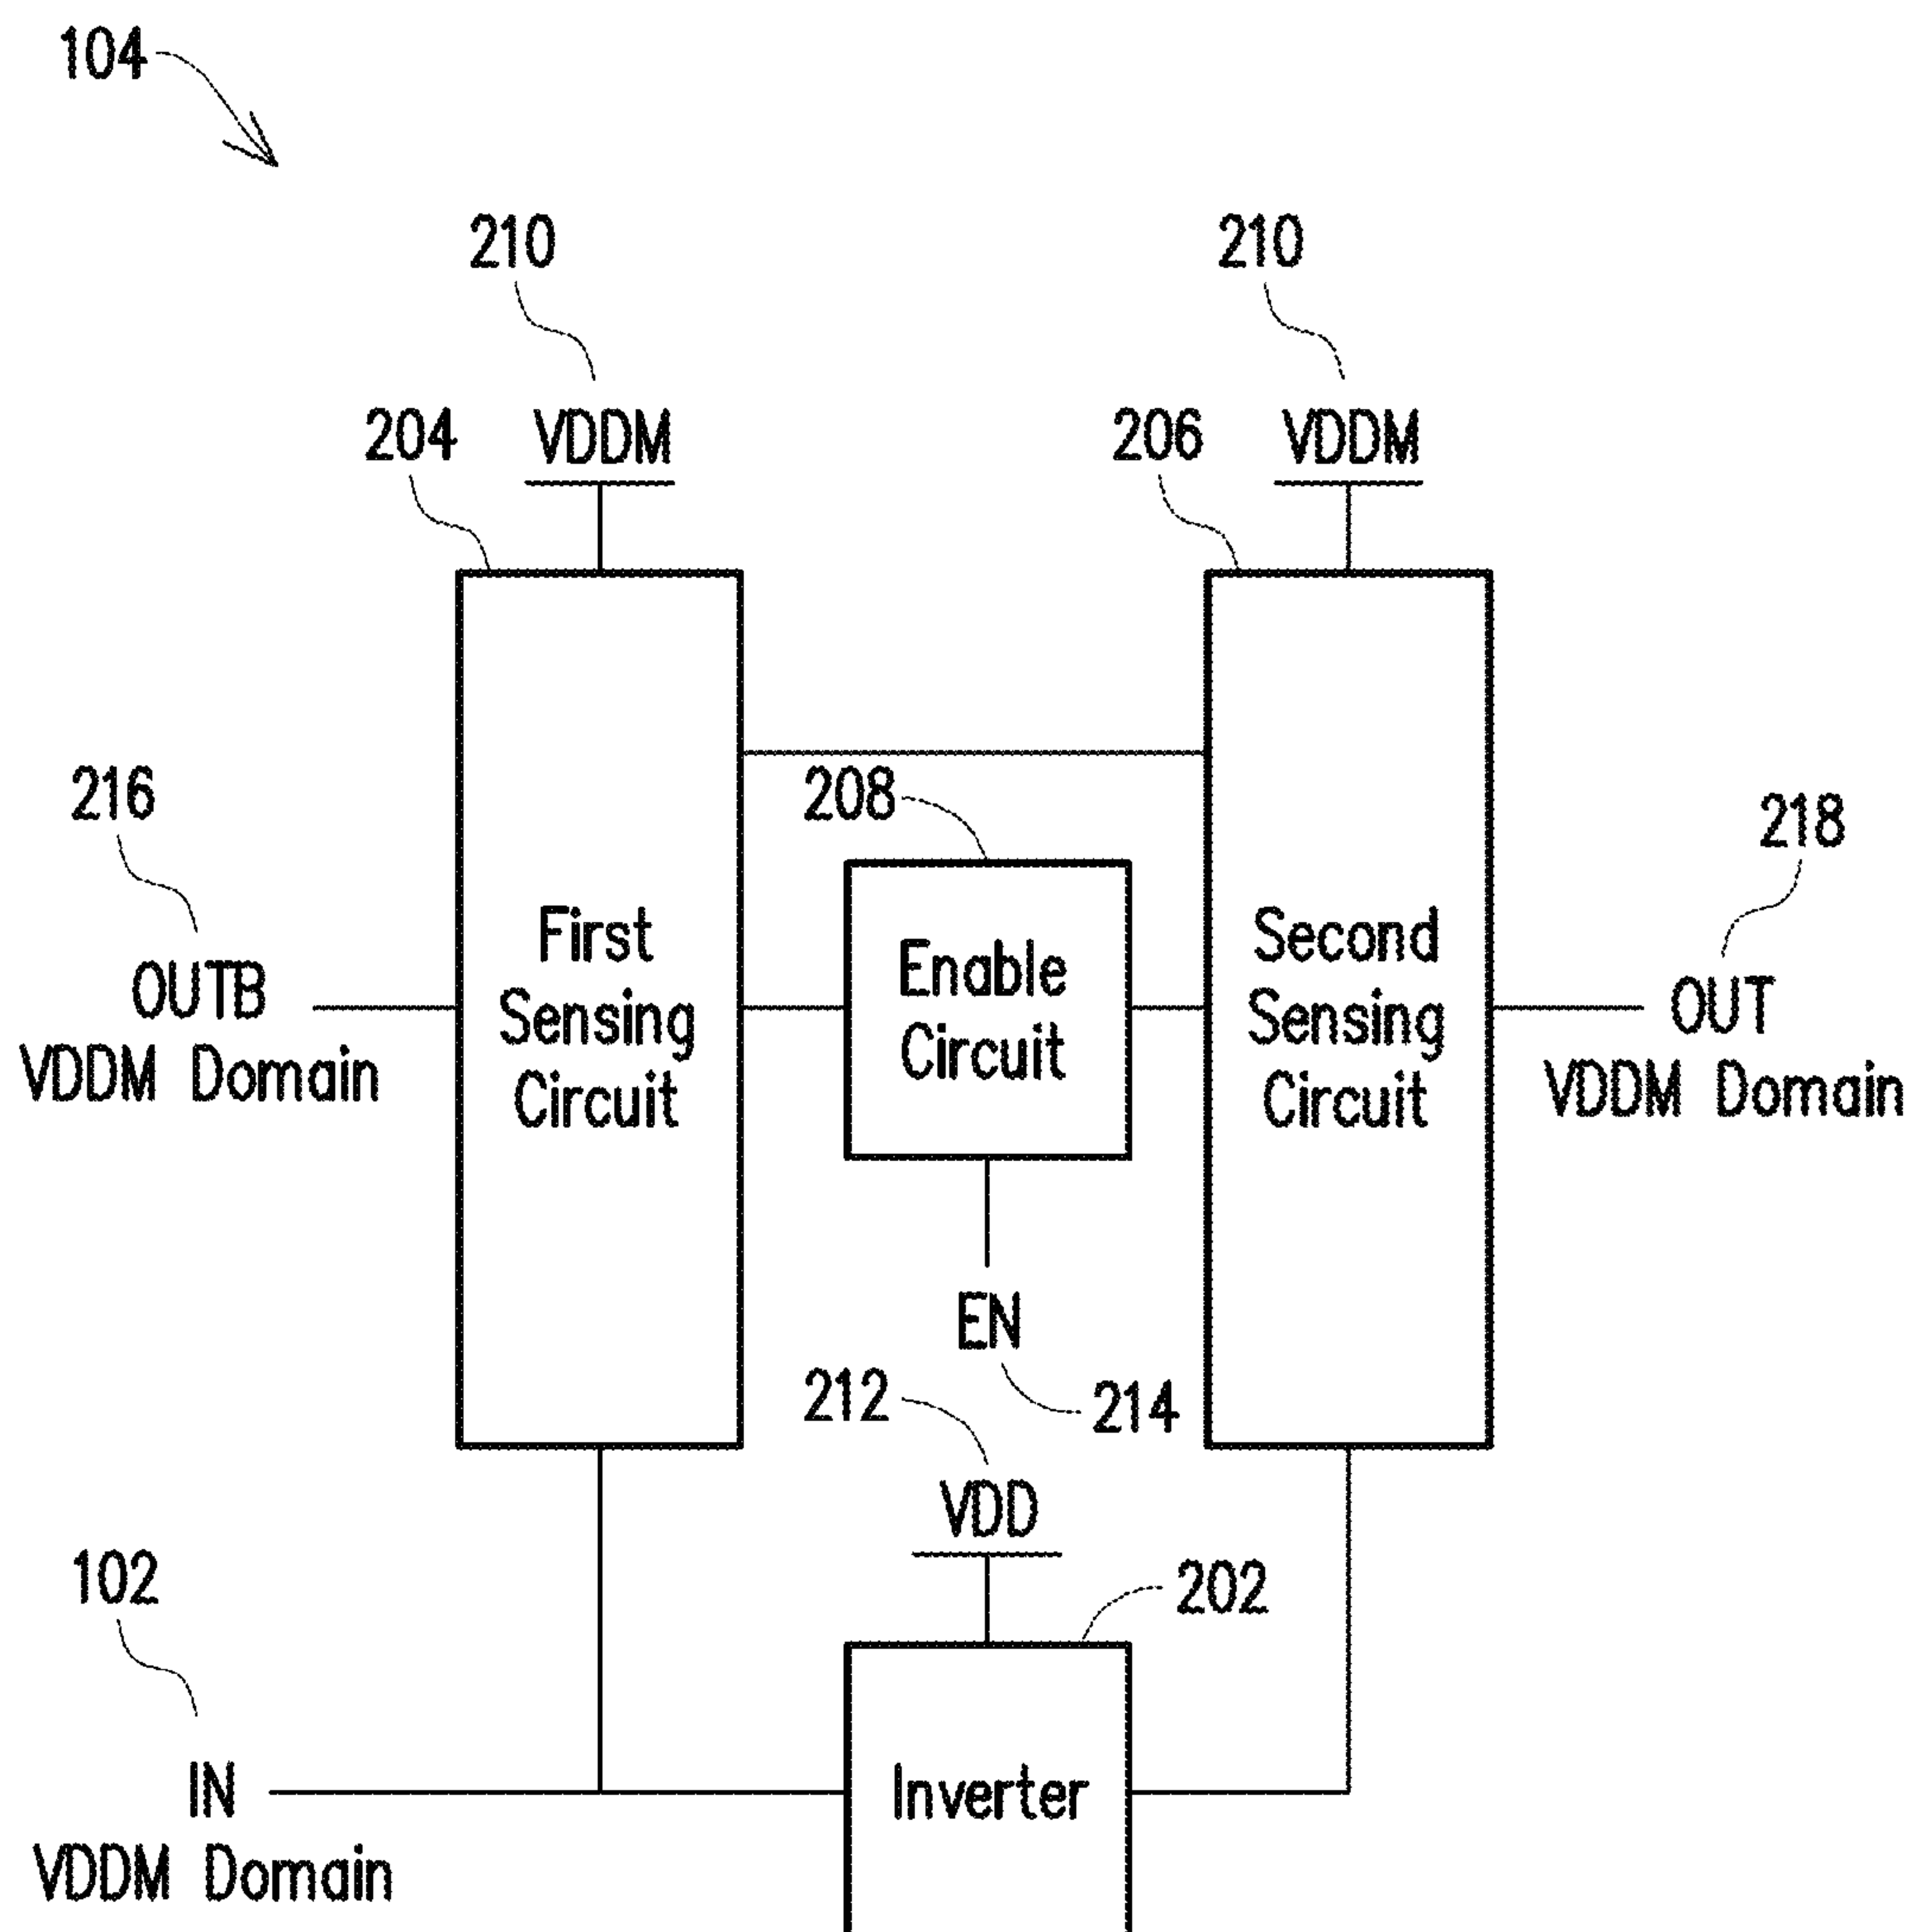 104
210
210
204
VDDM
206
VDDM
216
208
218
First
Sensing
Circuit
Enable
Circuit
Second
Sensing
Circuit
OUTB
VDDM Domain
OUT
VDDM Domain
EN
212
214
VDD
102
202
IN
VDDM Domain
Inverter